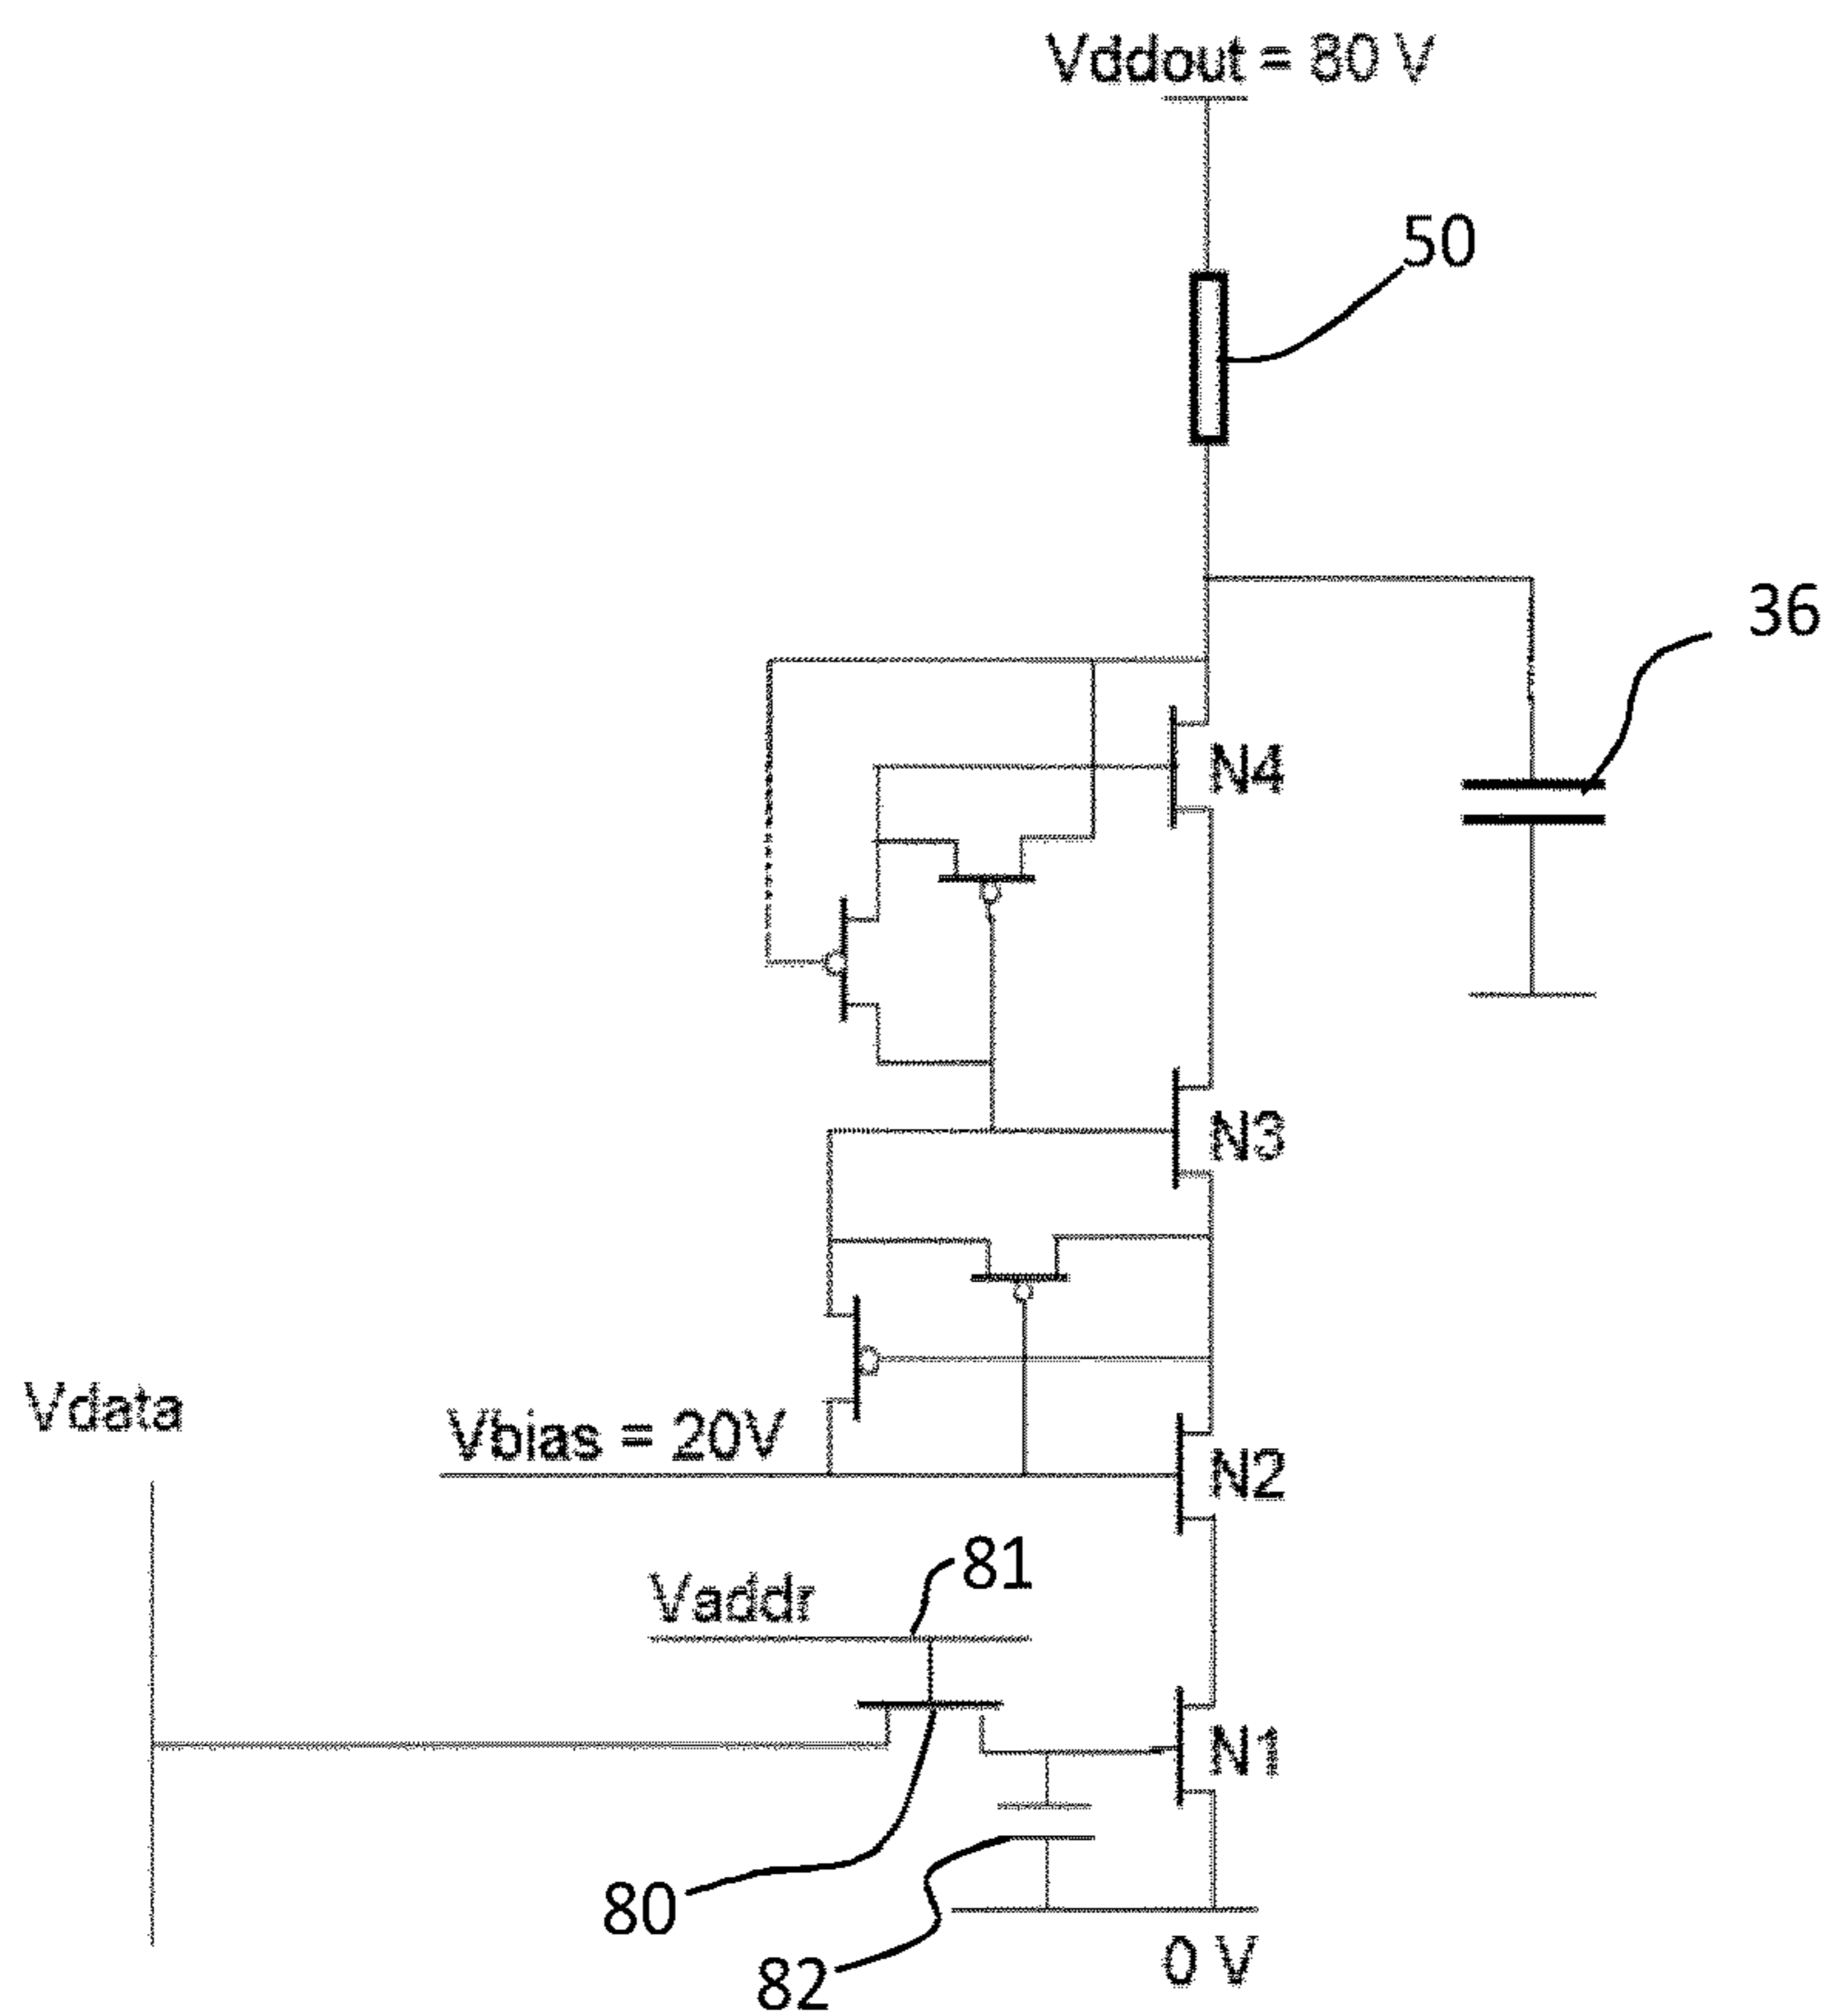 Vddout = 80 V
50
36
N4
N3
Vdata
Vbias = 20V
N2
81
Vaddr
N1
80
82
0 V